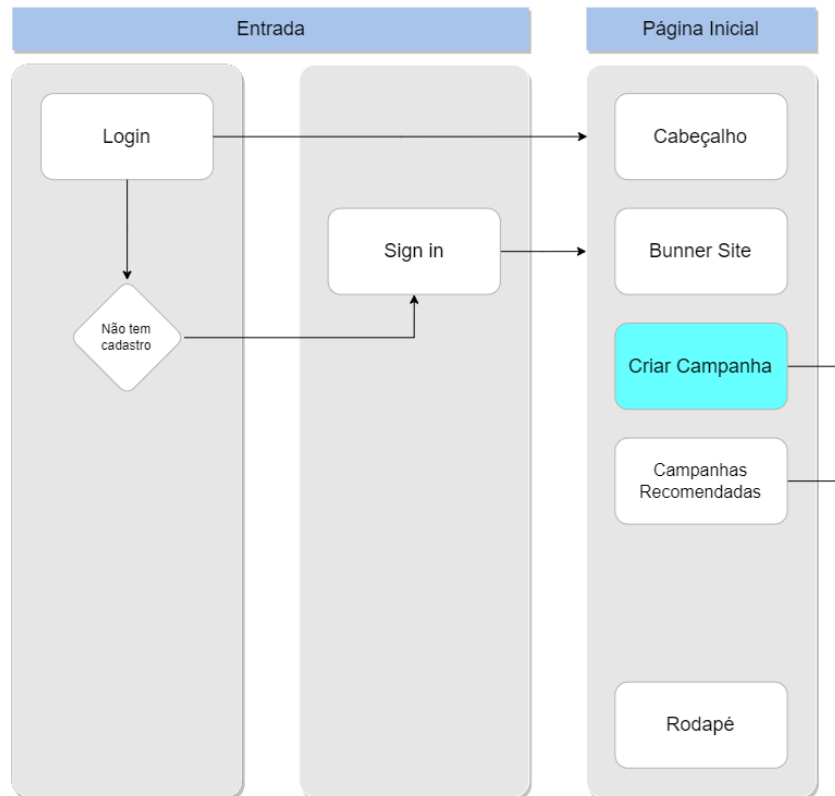 Entrada
Página Inicial
Login
Cabeçalho
Sign in
Bunner Site
Não tem
cadastro
Criar Campanha
Campanhas
Recomendadas
Rodapé